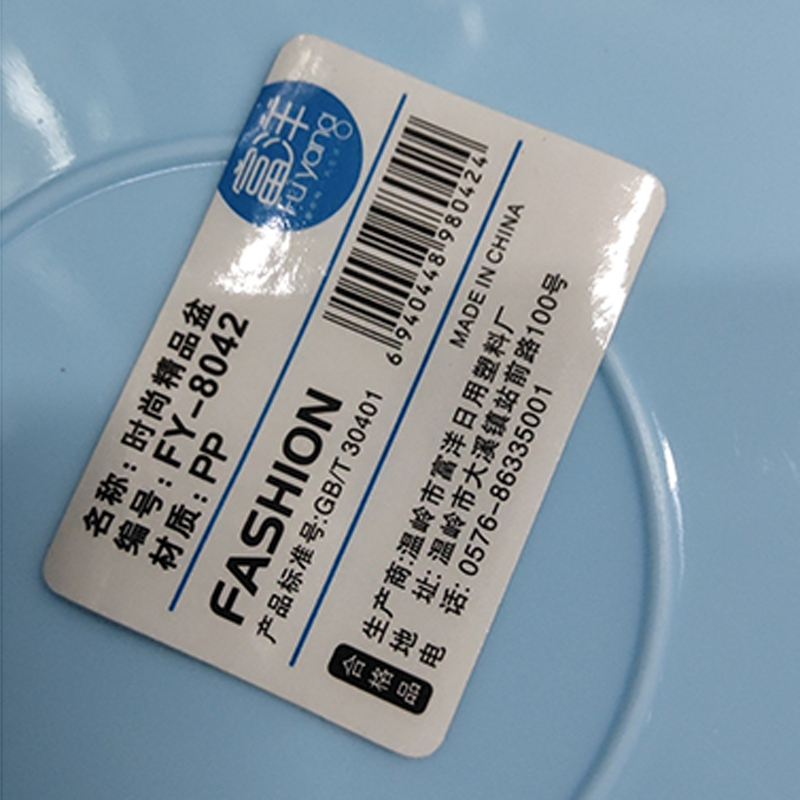 富洋
Fuyang
名称:时尚精品盆
编号:FY-8042
材质:PP
FASHION
产品标准号:GB/T 30401
6 940448 980424
MADE IN CHINA
生产商:温岭市富洋日用塑料厂
地 址:温岭市大溪镇站前路100号
电 话:0576-86335001
合格品